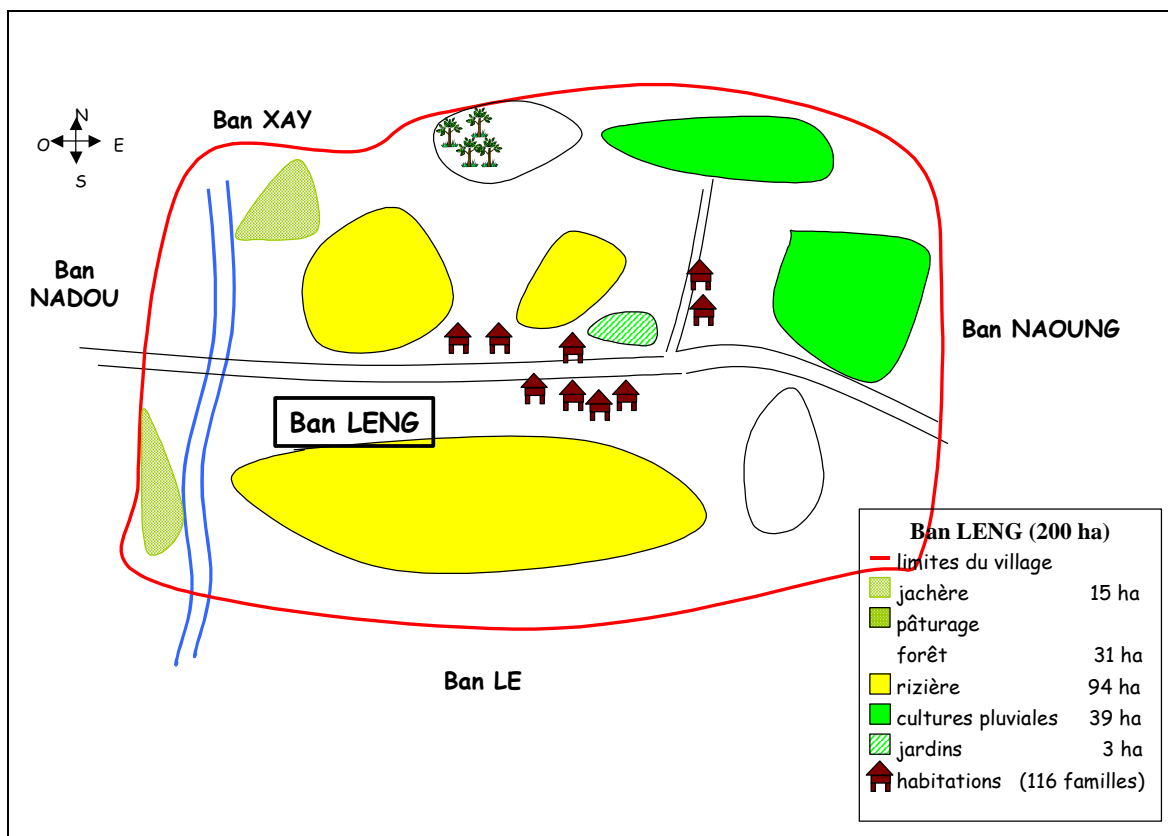 Ban XAY
N
O E
S
Ban
NADOU
Ban NAOUNG
Ban LENG
Ban LE
Ban LENG (200 ha)
limites du village
jachère 15 ha
pâturage
forêt 31 ha
rizière 94 ha
cultures pluviales 39 ha
jardins 3 ha
habitations (116 familles)